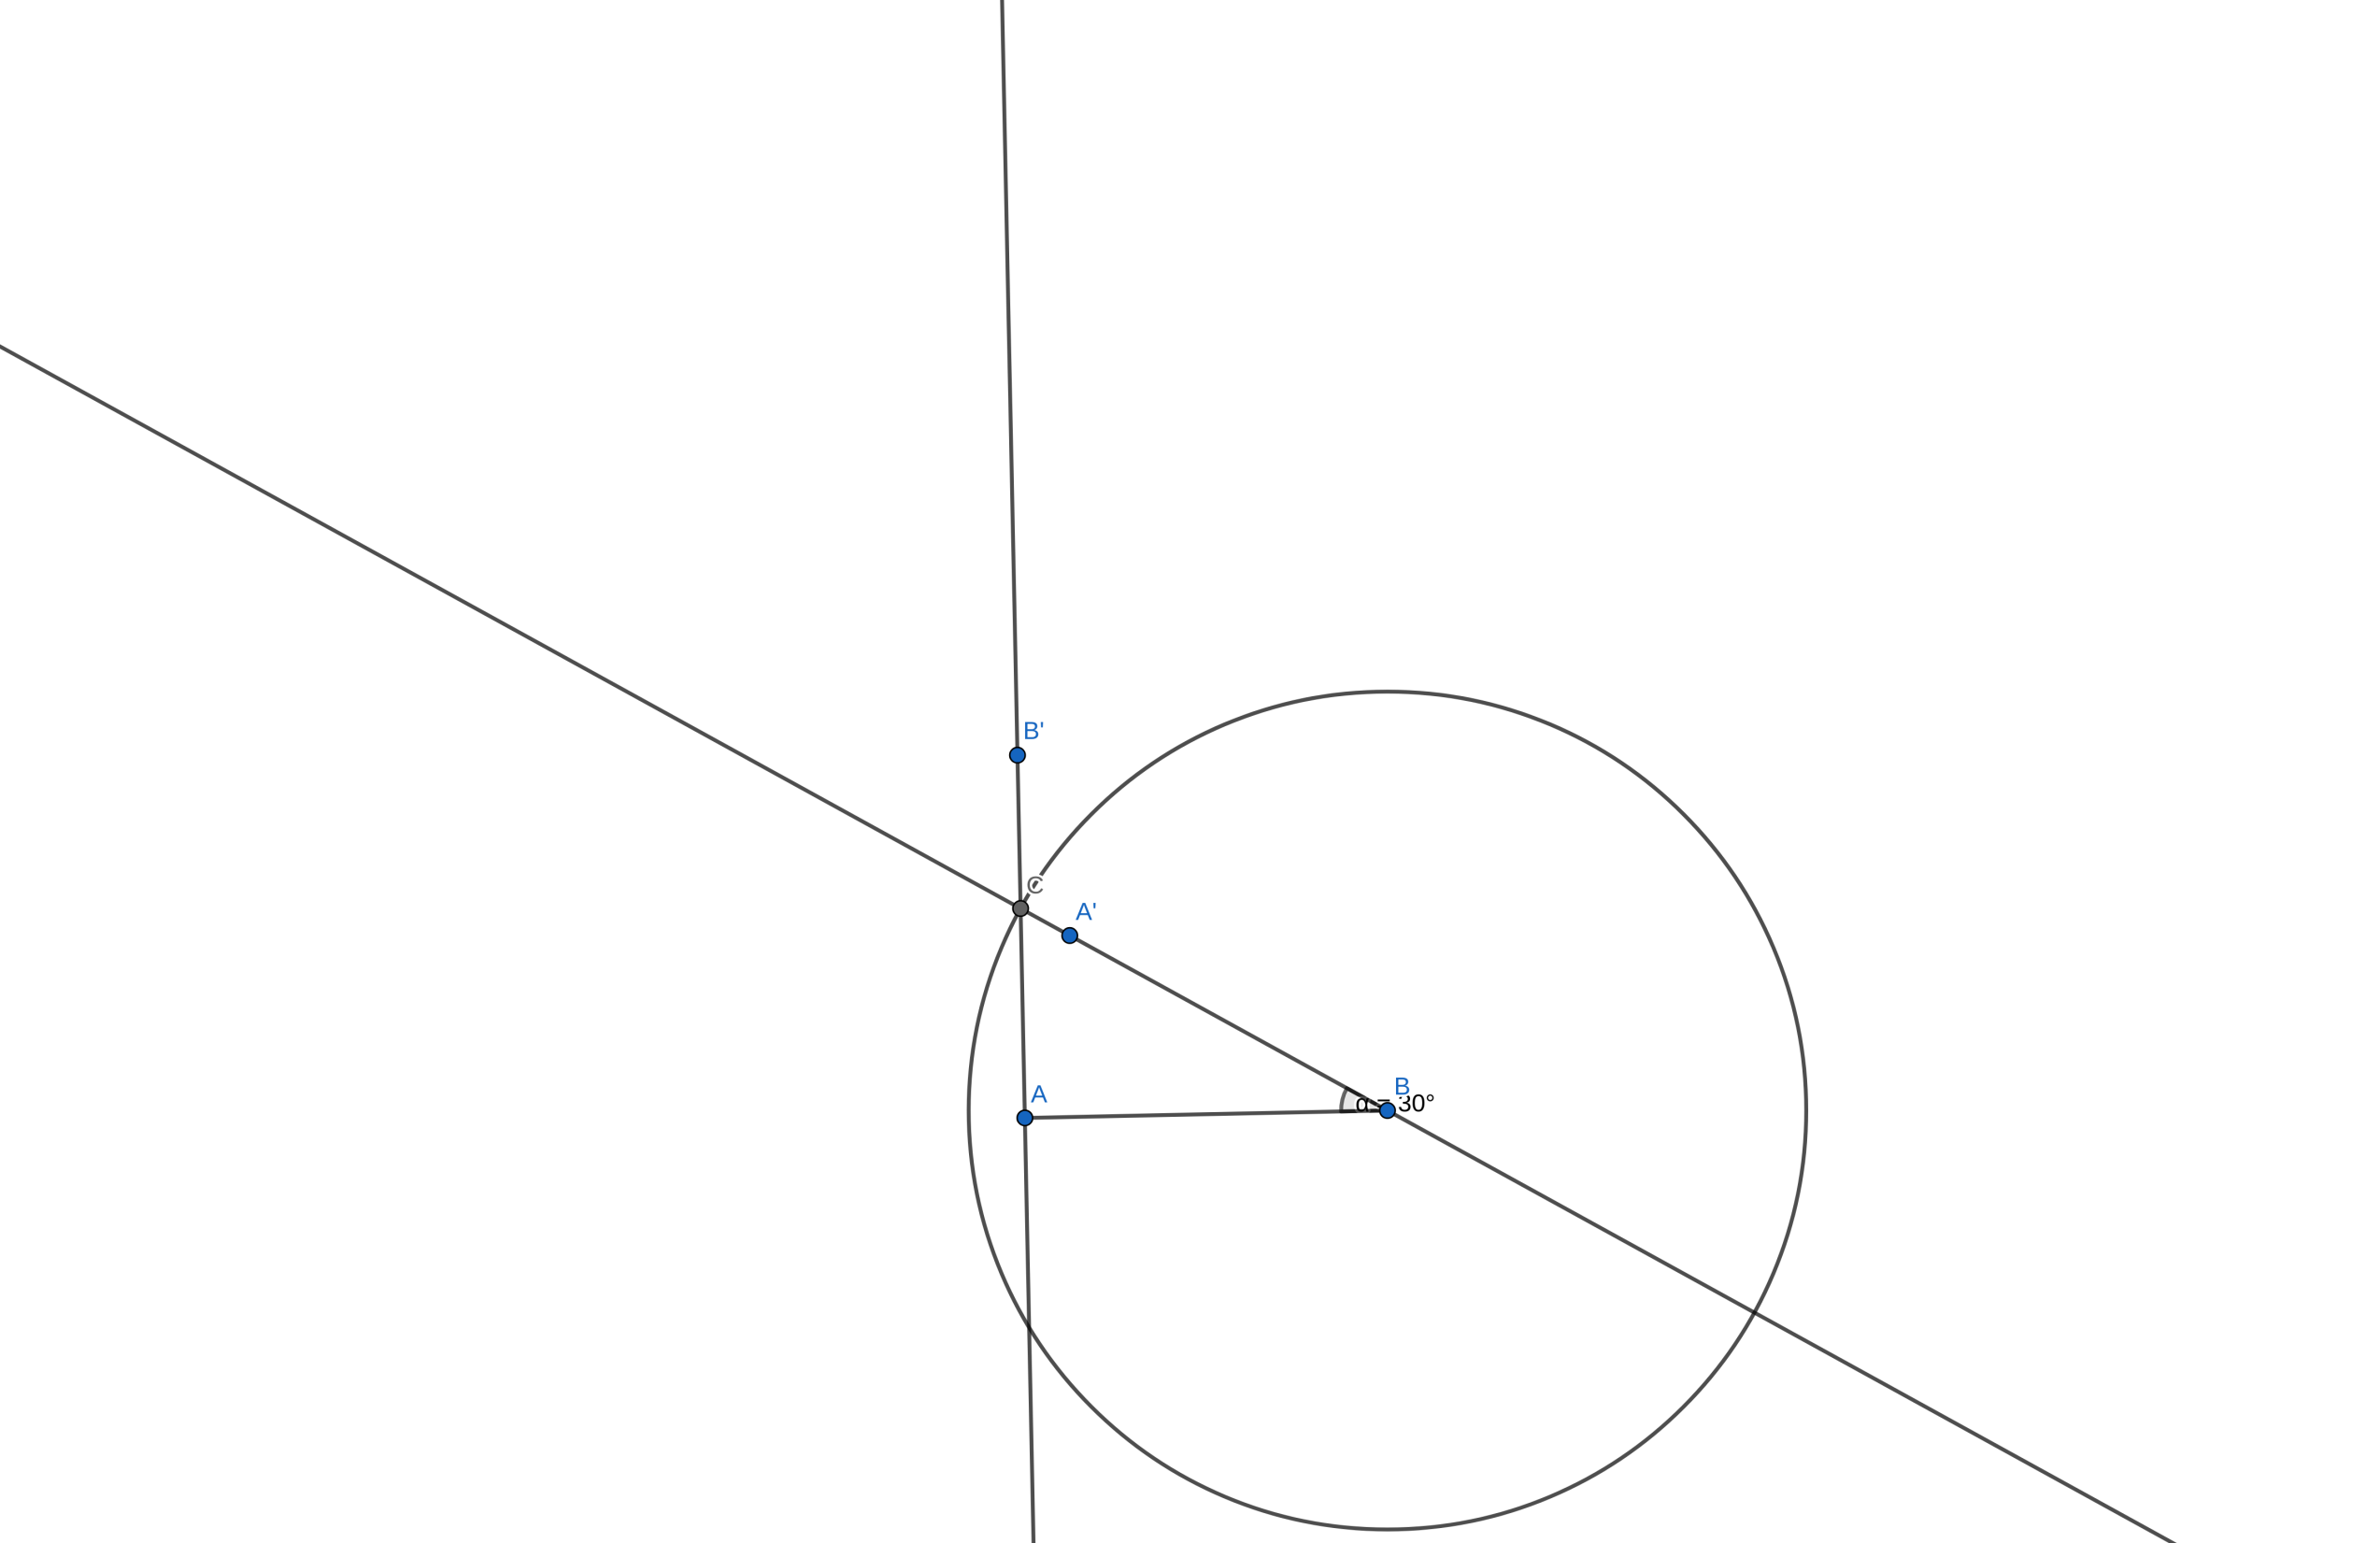 B'
C
A'
B
A
α = 30°